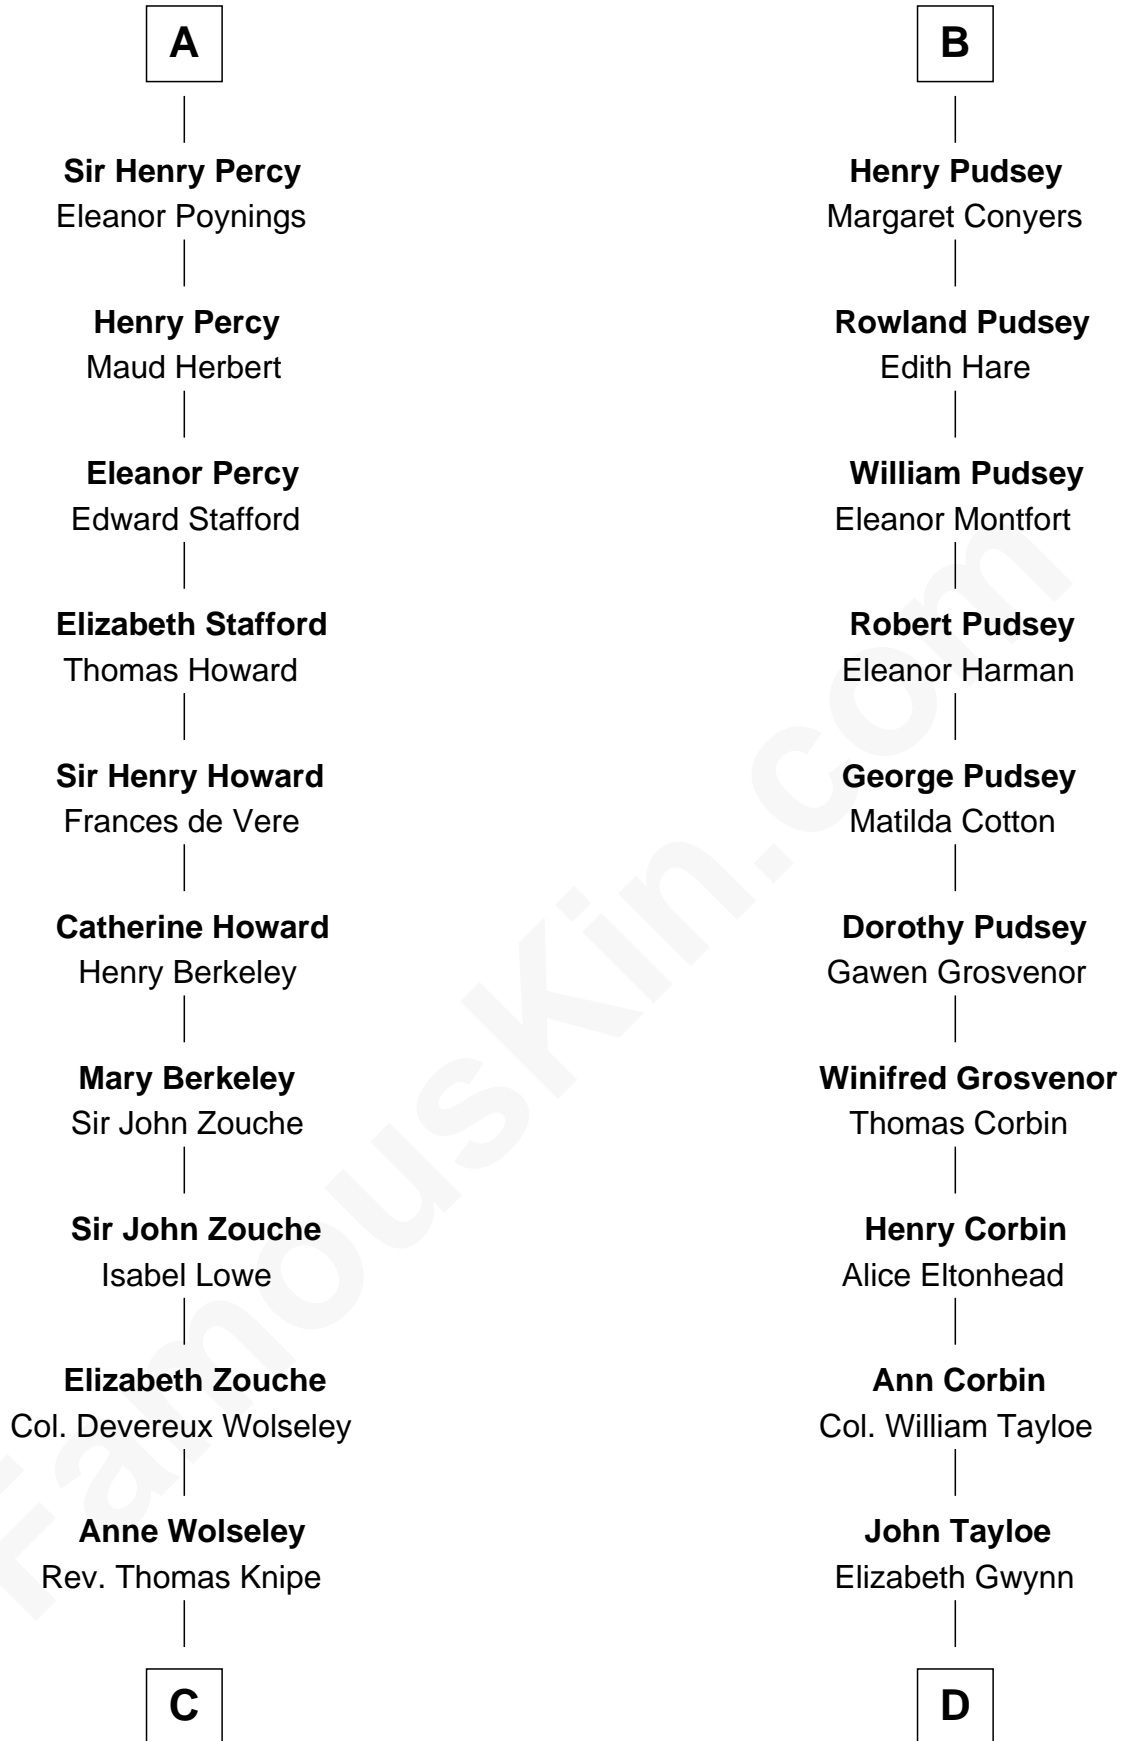 A
Sir Henry Percy
Eleanor Poynings
Henry Percy
Maud Herbert
Eleanor Percy
Edward Stafford
Elizabeth Stafford
Thomas Howard
Sir Henry Howard
Frances de Vere
Catherine Howard
Henry Berkeley
Mary Berkeley
Sir John Zouche
Sir John Zouche
Isabel Lowe
Elizabeth Zouche
Col. Devereux Wolseley
Anne Wolseley
Rev. Thomas Knipe
C
B
Henry Pudsey
Margaret Conyers
Rowland Pudsey
Edith Hare
William Pudsey
Eleanor Montfort
Robert Pudsey
Eleanor Harman
George Pudsey
Matilda Cotton
Dorothy Pudsey
Gawen Grosvenor
Winifred Grosvenor
Thomas Corbin
Henry Corbin
Alice Eltonhead
Ann Corbin
Col. William Tayloe
John Tayloe
Elizabeth Gwynn
D
FamousKin.com